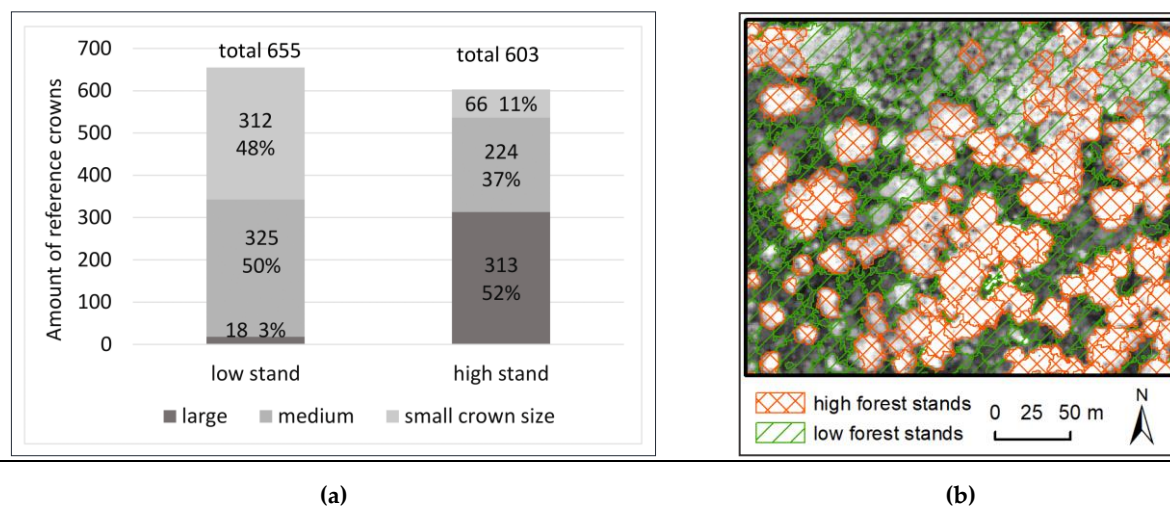 700
600
500
400
300
200
100
0
Amount of reference crowns
total 655
312
48%
325
50%
18 3%
low stand
total 603
66 11%
224
37%
313
52%
high stand
large medium small crown size
high forest stands
low forest stands
0 25 50 m
N
(a) (b)